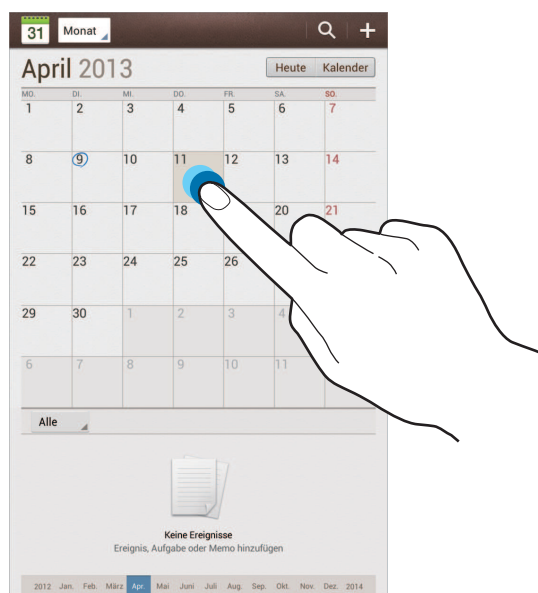 31 Monat
April 2013 Heute Kalender
MO. DI. MI. DO. FR. SA. SO.
1 2 3 4 5 6 7
8 9 10 11 12 13 14
15 16 17 18 20 21
22 23 24 25 26
29 30 1 2 3 4
6 7 8 9 10 11
Alle
Keine Ereignisse
Ereignis, Aufgabe oder Memo hinzufügen
2012 Jan. Feb. März Apr. Mai Juni Juli Aug. Sep. Okt. Nov. Dez. 2014